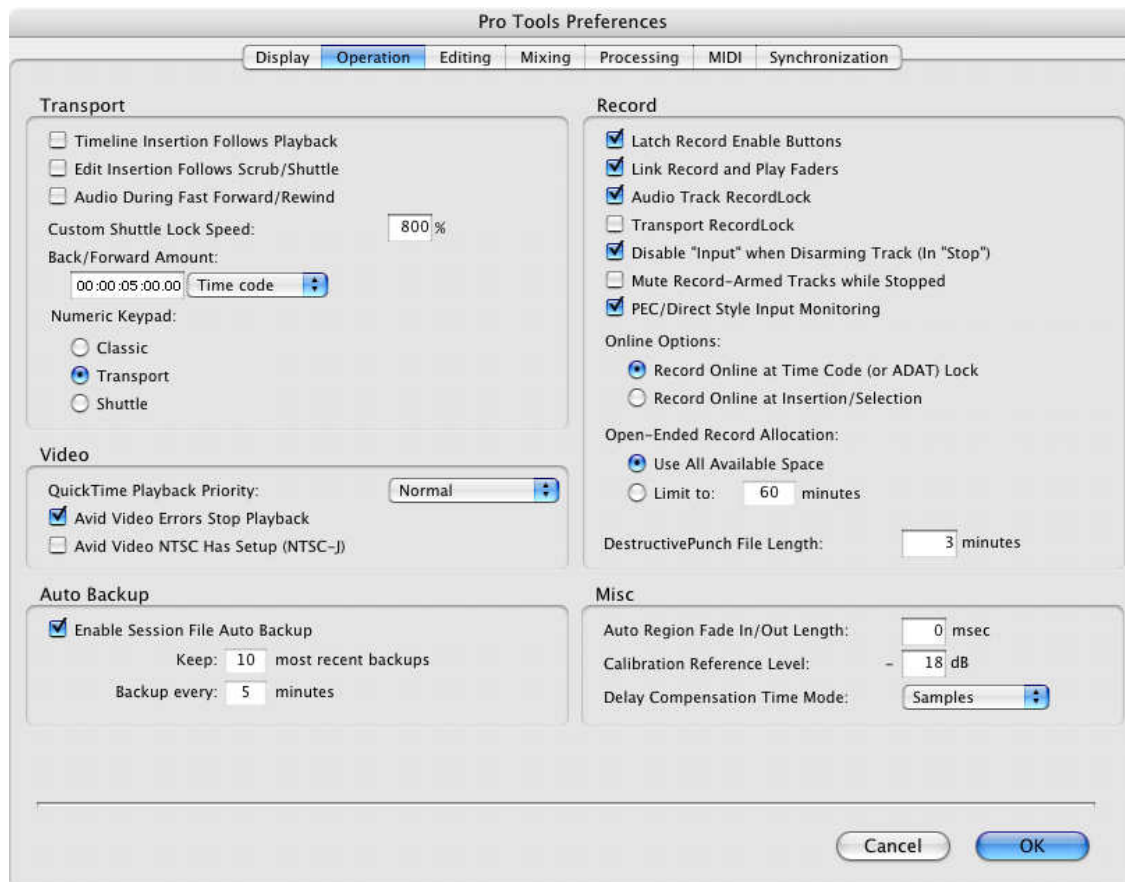 Pro Tools Preferences
Display Operation Editing Mixing Processing MIDI Synchronization
Transport
Timeline Insertion Follows Playback
Edit Insertion Follows Scrub/Shuttle
Audio During Fast Forward/Rewind
Custom Shuttle Lock Speed: 800 %
Back/Forward Amount:
00:00:05:00.00 Time code
Numeric Keypad:
Classic
Transport
Shuttle
Video
QuickTime Playback Priority: Normal
Avid Video Errors Stop Playback
Avid Video NTSC Has Setup (NTSC-J)
Auto Backup
Enable Session File Auto Backup
Keep: 10 most recent backups
Backup every: 5 minutes
Record
Latch Record Enable Buttons
Link Record and Play Faders
Audio Track RecordLock
Transport RecordLock
Disable "Input" when Disarming Track (In "Stop")
Mute Record-Armed Tracks while Stopped
PEC/Direct Style Input Monitoring
Online Options:
Record Online at Time Code (or ADAT) Lock
Record Online at Insertion/Selection
Open-Ended Record Allocation:
Use All Available Space
Limit to: 60 minutes
DestructivePunch File Length: 3 minutes
Misc
Auto Region Fade In/Out Length: 0 msec
Calibration Reference Level: - 18 dB
Delay Compensation Time Mode: Samples
Cancel OK